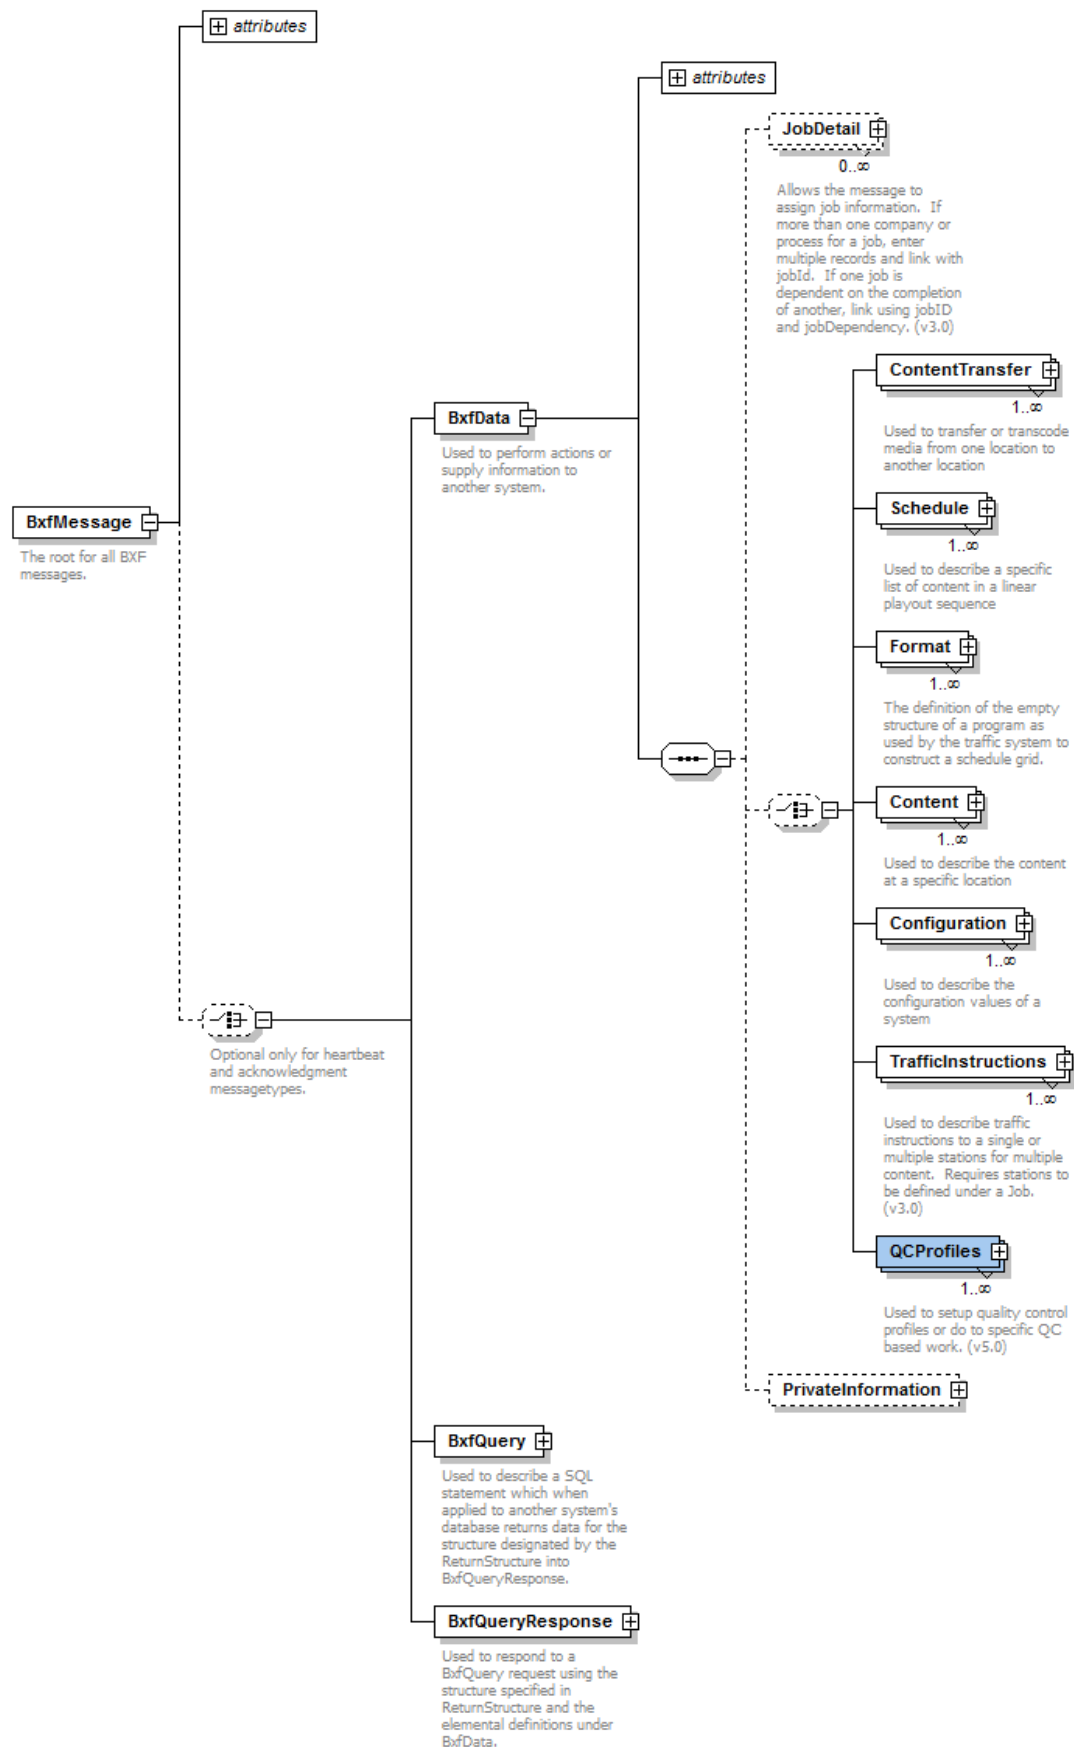 attributes
attributes
JobDetail
0..∞
Allows the message to
assign job information. If
more than one company or
process for a job, enter
multiple records and link with
jobId. If one job is
dependent on the completion
of another, link using jobID
and jobDependency. (v3.0)
ContentTransfer
1..∞
Used to transfer or transcode
media from one location to
another location
BxfData
Used to perform actions or
supply information to
another system.
Schedule
1..∞
Used to describe a specific
list of content in a linear
playout sequence
BxfMessage
The root for all BXF
messages.
Format
1..∞
The definition of the empty
structure of a program as
used by the traffic system to
construct a schedule grid.
Content
1..∞
Used to describe the content
at a specific location
Configuration
1..∞
Used to describe the
configuration values of a
system
Optional only for heartbeat
and acknowledgment
messagetypes.
TrafficInstructions
1..∞
Used to describe traffic
instructions to a single or
multiple stations for multiple
content. Requires stations to
be defined under a Job.
(v3.0)
QCProfiles
1..∞
Used to setup quality control
profiles or do to specific QC
based work. (v5.0)
PrivateInformation
BxfQuery
Used to describe a SQL
statement which when
applied to another system's
database returns data for the
structure designated by the
ReturnStructure into
BxfQueryResponse.
BxfQueryResponse
Used to respond to a
BxfQuery request using the
structure specified in
ReturnStructure and the
elemental definitions under
BxfData.